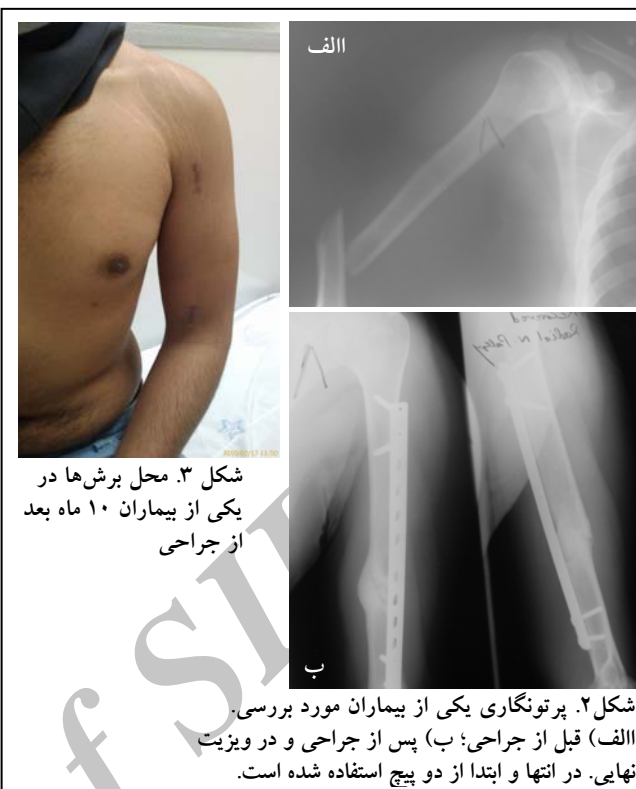 االف
شکل ۳. محل برش‌ها در
یکی از بیماران ۱۰ ماه بعد
از جراحی
ب
شکل۲. پرتونگاری یکی از بیماران مورد بررسی.
االف) قبل از جراحی؛ ب) پس از جراحی و در ویزیت
نهایی. در انتها و ابتدا از دو پیچ استفاده شده است.
f SI